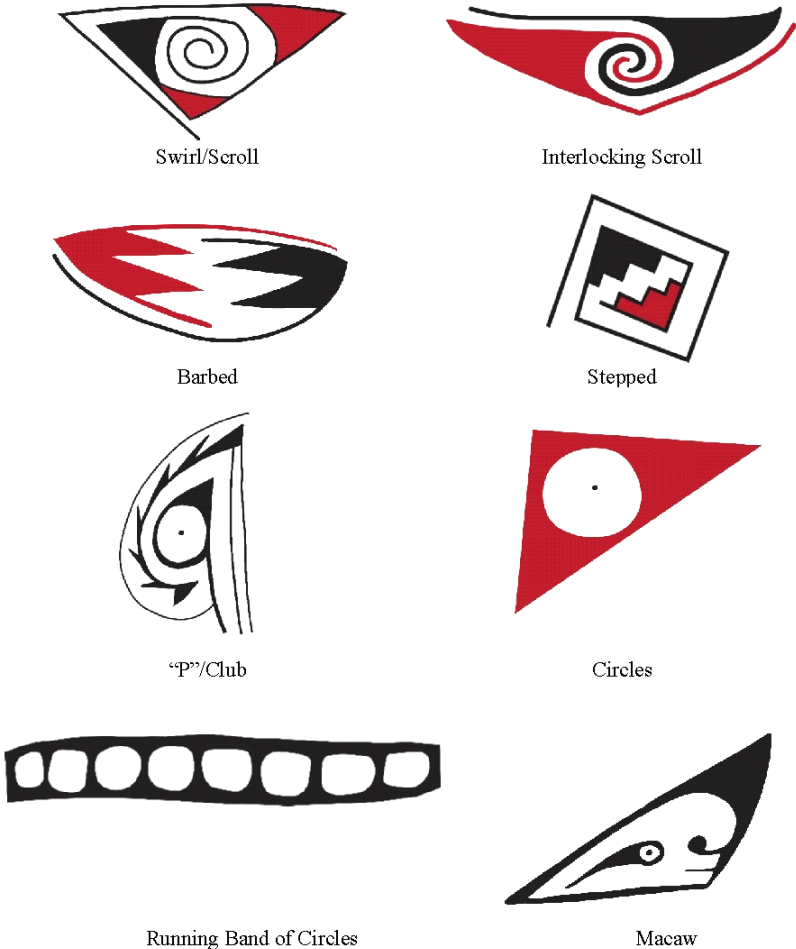 Swirl/Scroll
Interlocking Scroll
Barbed
Stepped
“P”/Club
Circles
Running Band of Circles
Macaw